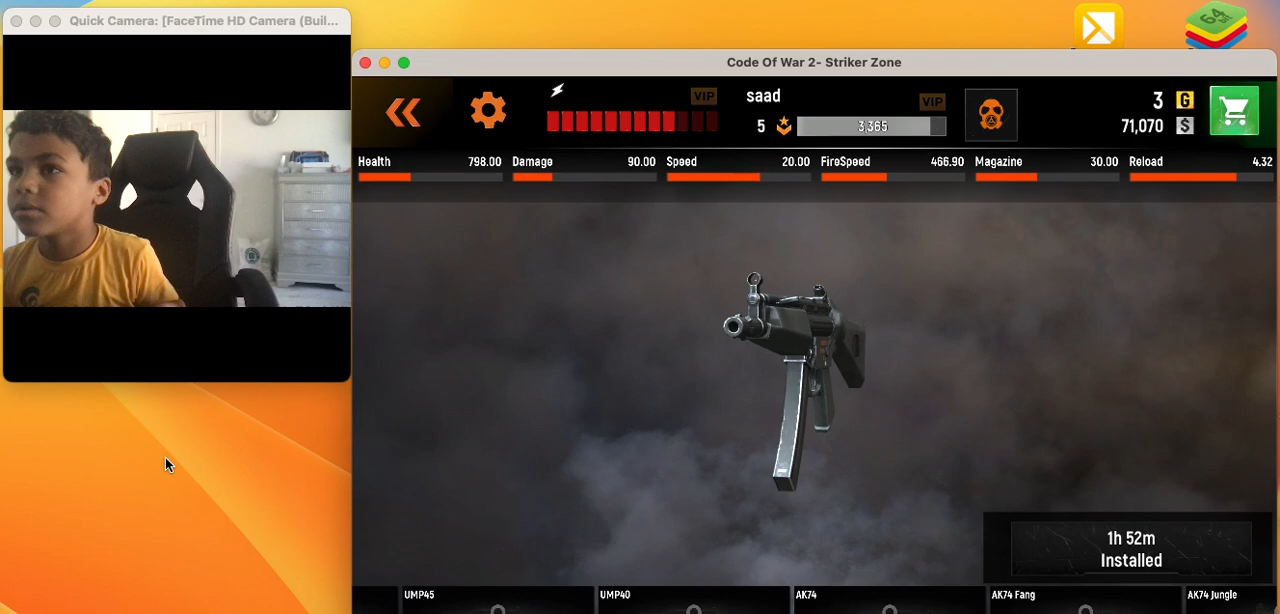 Quick Camera: [FaceTime HD Camera (Buil...
64
Code Of War 2- Striker Zone
VIP
saad
VIP
3 G
5
3,365
71,070 $
Health 798.00 Damage 90.00 Speed 20.00 FireSpeed 466.90 Magazine 30.00 Reload 4.32
1h 52m
Installed
UMP45 UMP40 AK74 AK74 Fang AK74 Jungle